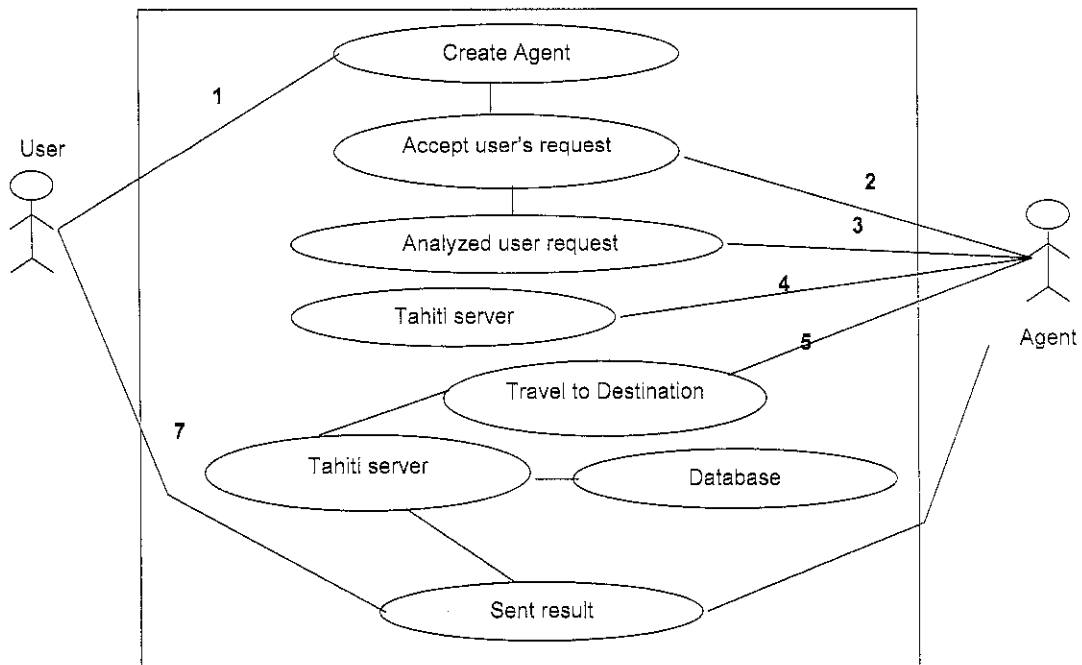 Create Agent
1
User
Accept user's request
2
Analyzed user request
3
Tahiti server
4
Agent
5
Travel to Destination
7
Tahiti server
Database
Sent result